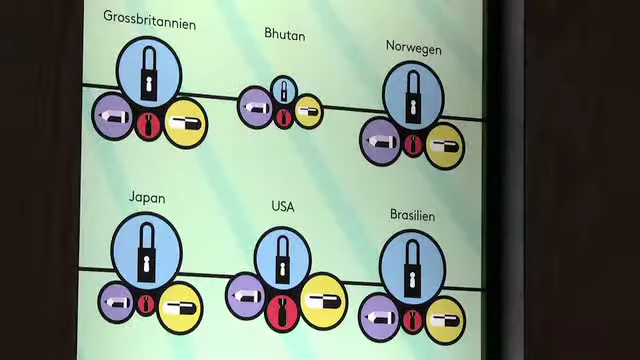 Grossbritannien
Bhutan
Norwegen
Japan
USA
Brasilien